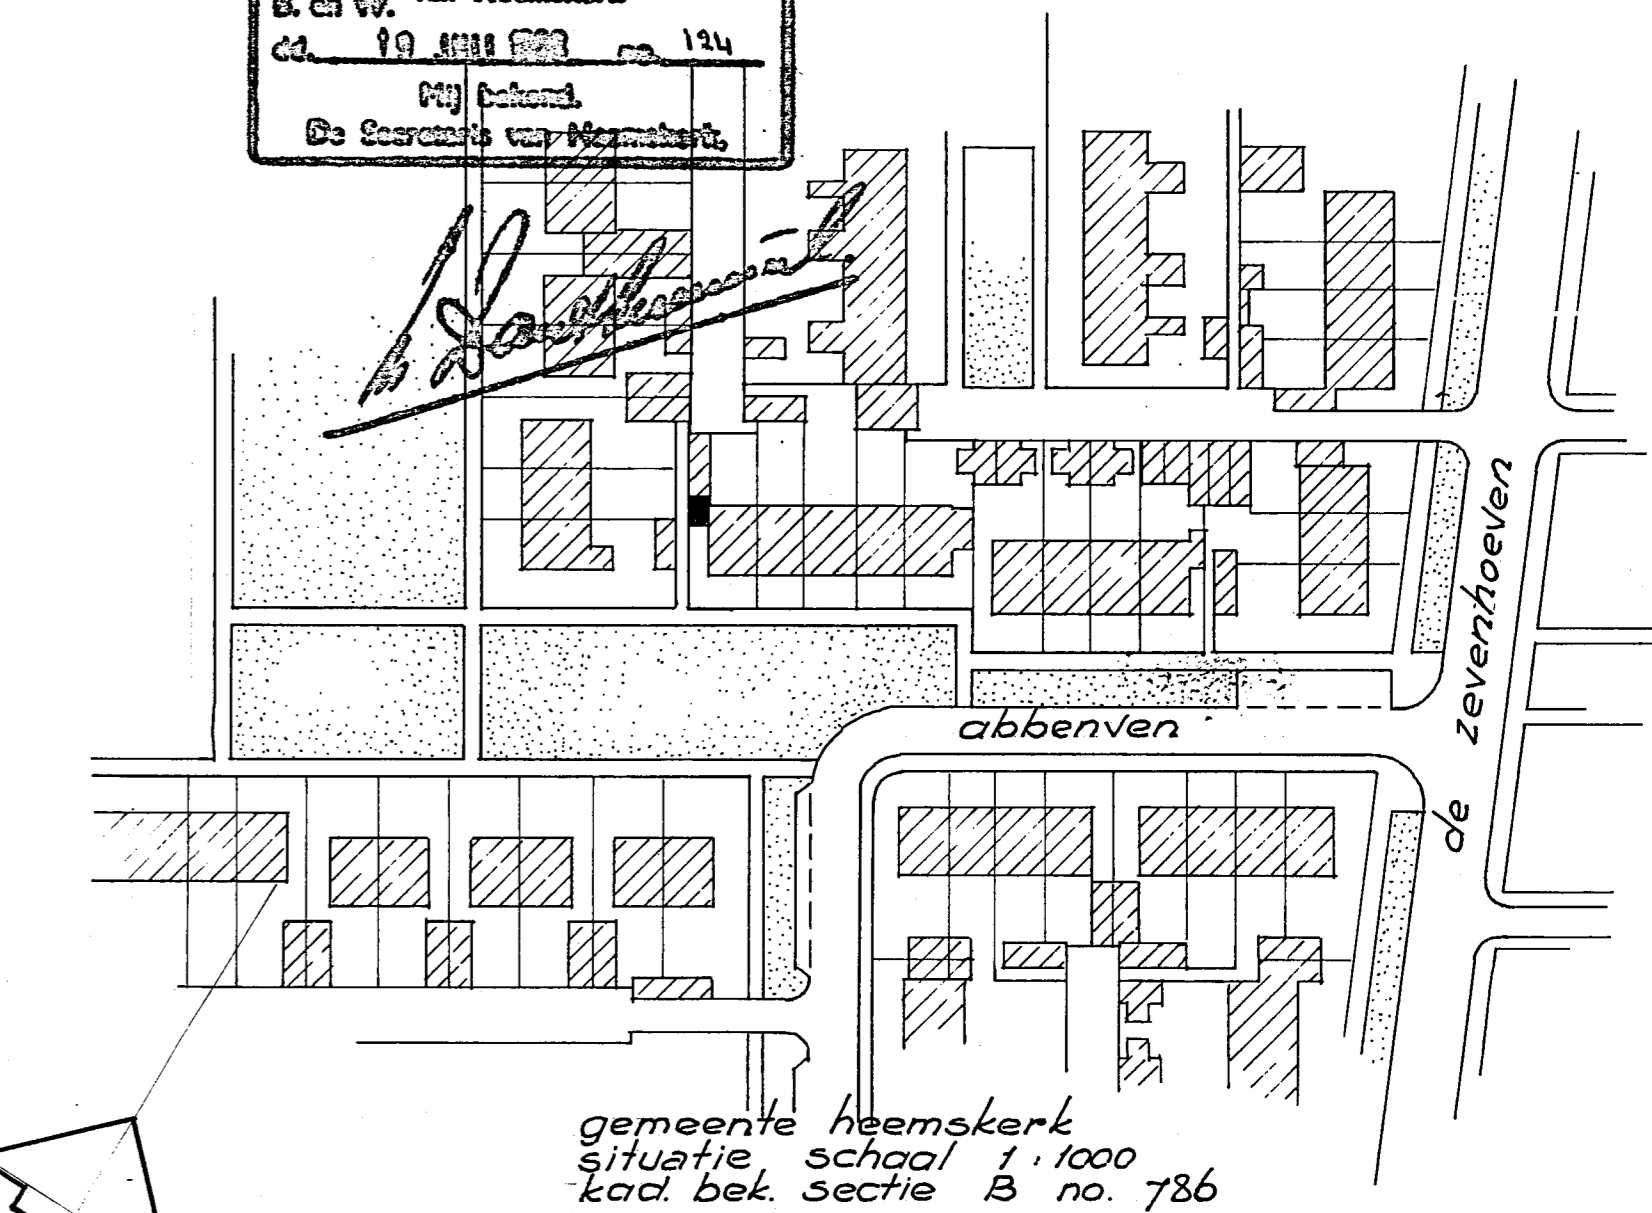 B. en W.
dd. 19 no. 124
Mij bekend.
De Secretaris van Heemskerk,
abbenven
de zevenhoeven
gemeente heemskerk
situatie schaal 1:1000
kad. bek. sectie B no. 786